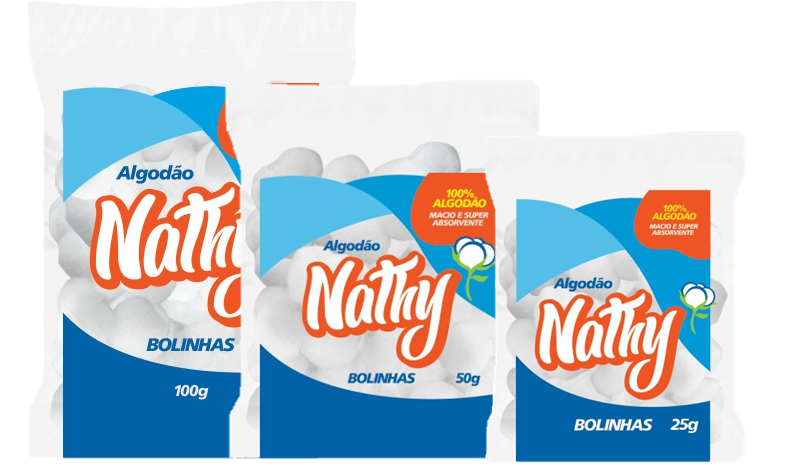 Algodão
Nathy
BOLINHAS
100g
100%
ALGODÃO
MACIO E SUPER
ABSORVENTE
Algodão
Nathy
BOLINHAS 50g
100%
ALGODÃO
MACIO E SUPER
ABSORVENTE
Algodão
Nathy
BOLINHAS 25g